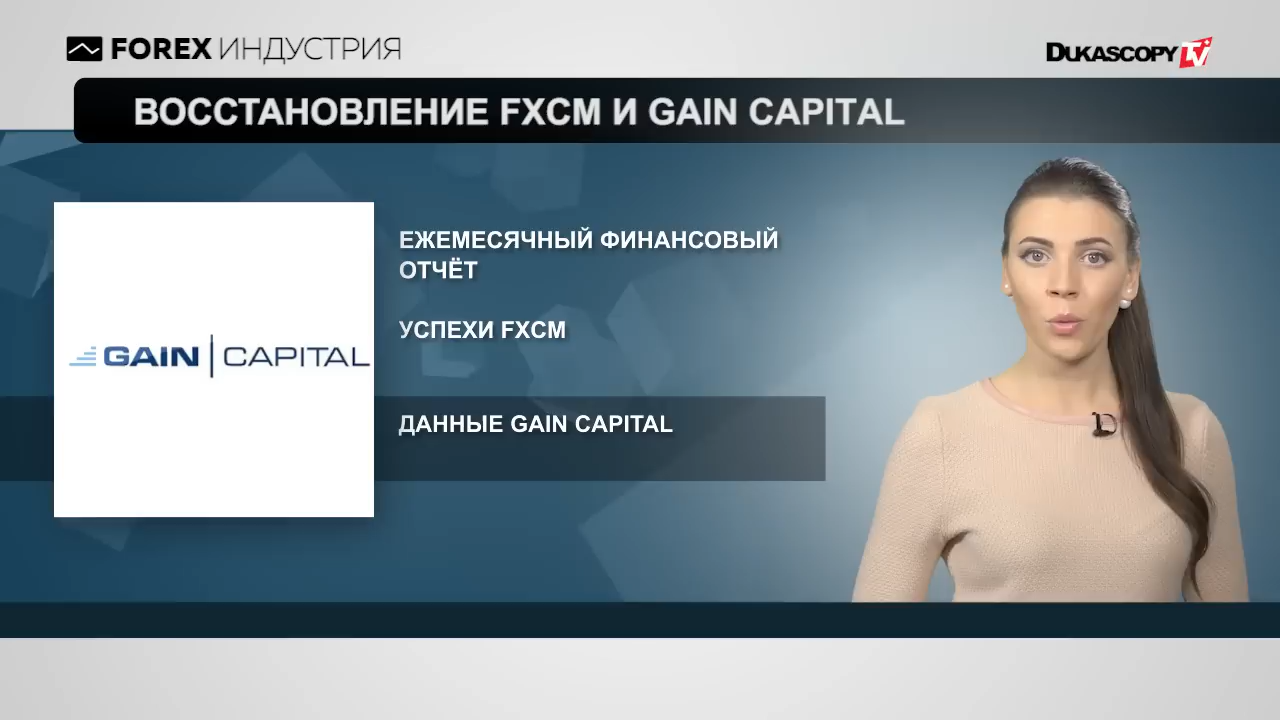 FOREX ИНДУСТРИЯ
DUKASCOPY TV
ВОССТАНОВЛЕНИЕ FXCM И GAIN CAPITAL
ЕЖЕМЕСЯЧНЫЙ ФИНАНСОВЫЙ
ОТЧЁТ
УСПЕХИ FXCM
GAIN CAPITAL
ДАННЫЕ GAIN CAPITAL